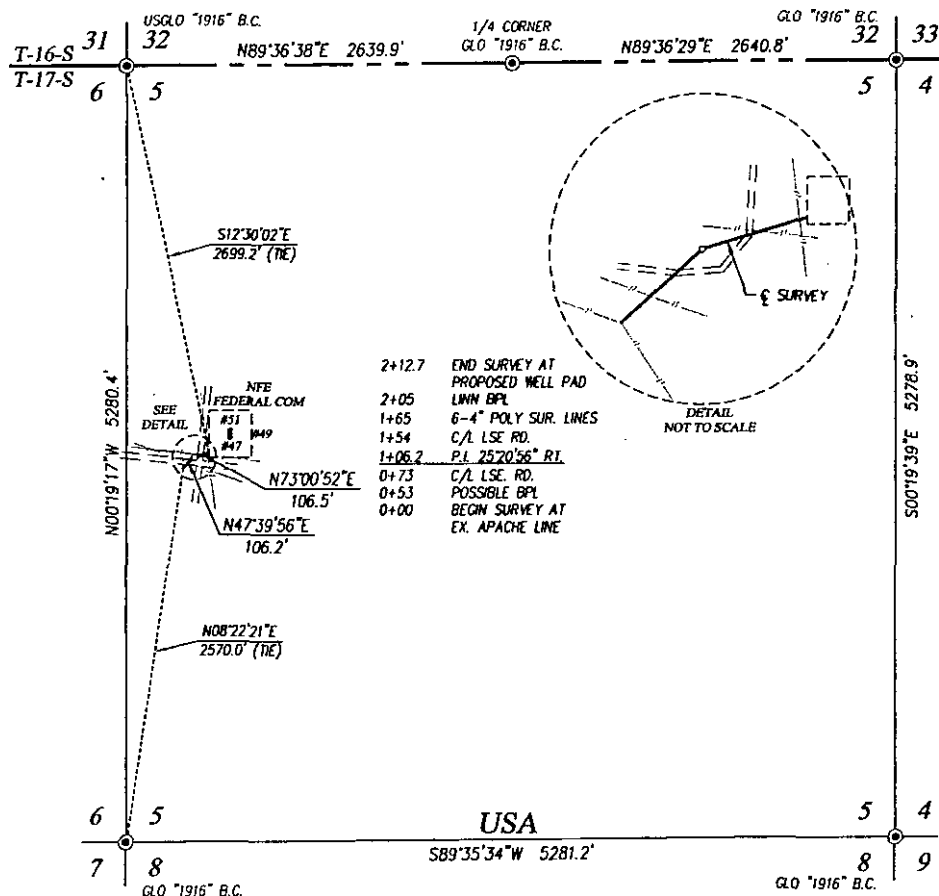 USGLO "1916" B.C.
1/4 CORNER
GLO "1916" B.C.
GLO "1916" B.C.
31 32
N89°36'38"E 2639.9'
N89°36'29"E 2640.8'
32 33
T-16-S
T-17-S
6 5
5 4
S12°30'02"E
2699.2' (TIE)
℄ SURVEY
DETAIL
NOT TO SCALE
N00°19'17"W 5280.4'
S00°19'39"E 5278.9'
SEE
DETAIL
NFE
FEDERAL COM
#51
#49
#47
N73°00'52"E
106.5'
N47°39'56"E
106.2'
2+12.7 END SURVEY AT
PROPOSED WELL PAD
2+05 LINN BPL
1+65 6-4" POLY SUR. LINES
1+54 C/L LSE RD.
1+06.2 P.I. 25°20'56" RT.
0+73 C/L LSE. RD.
0+53 POSSIBLE BPL
0+00 BEGIN SURVEY AT
EX. APACHE LINE
N08°22'21"E
2570.0' (TIE)
6 5
USA
5 4
S89°35'34"W 5281.2'
7 8
8 9
GLO "1916" B.C.
GLO "1916" B.C.